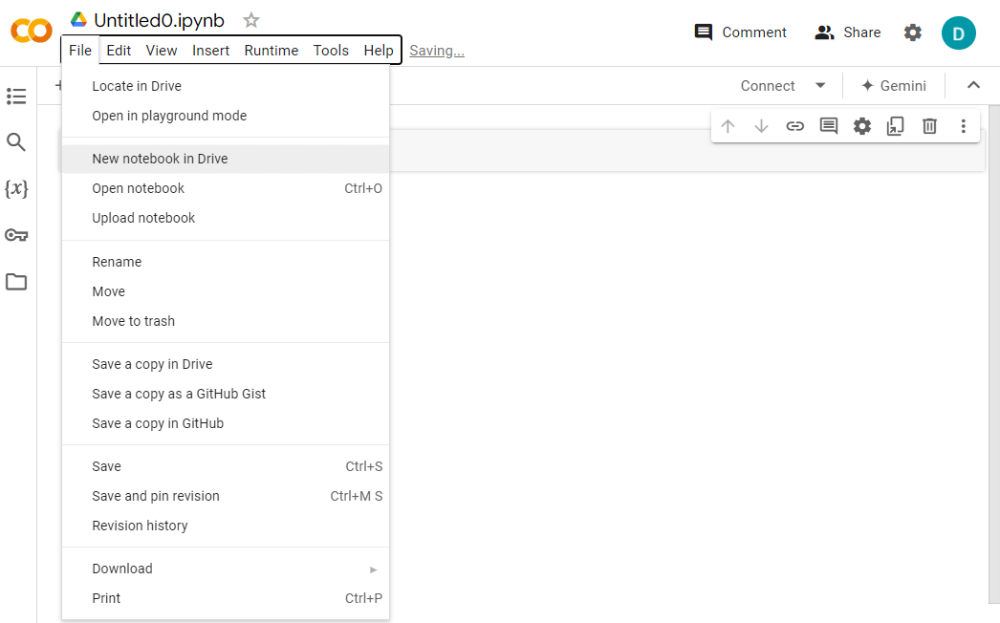 Untitled0.ipynb
File Edit View Insert Runtime Tools Help Saving...
Comment Share D
Connect Gemini
{x}
Locate in Drive
Open in playground mode
New notebook in Drive
Open notebook Ctrl+O
Upload notebook
Rename
Move
Move to trash
Save a copy in Drive
Save a copy as a GitHub Gist
Save a copy in GitHub
Save Ctrl+S
Save and pin revision Ctrl+M S
Revision history
Download
Print Ctrl+P